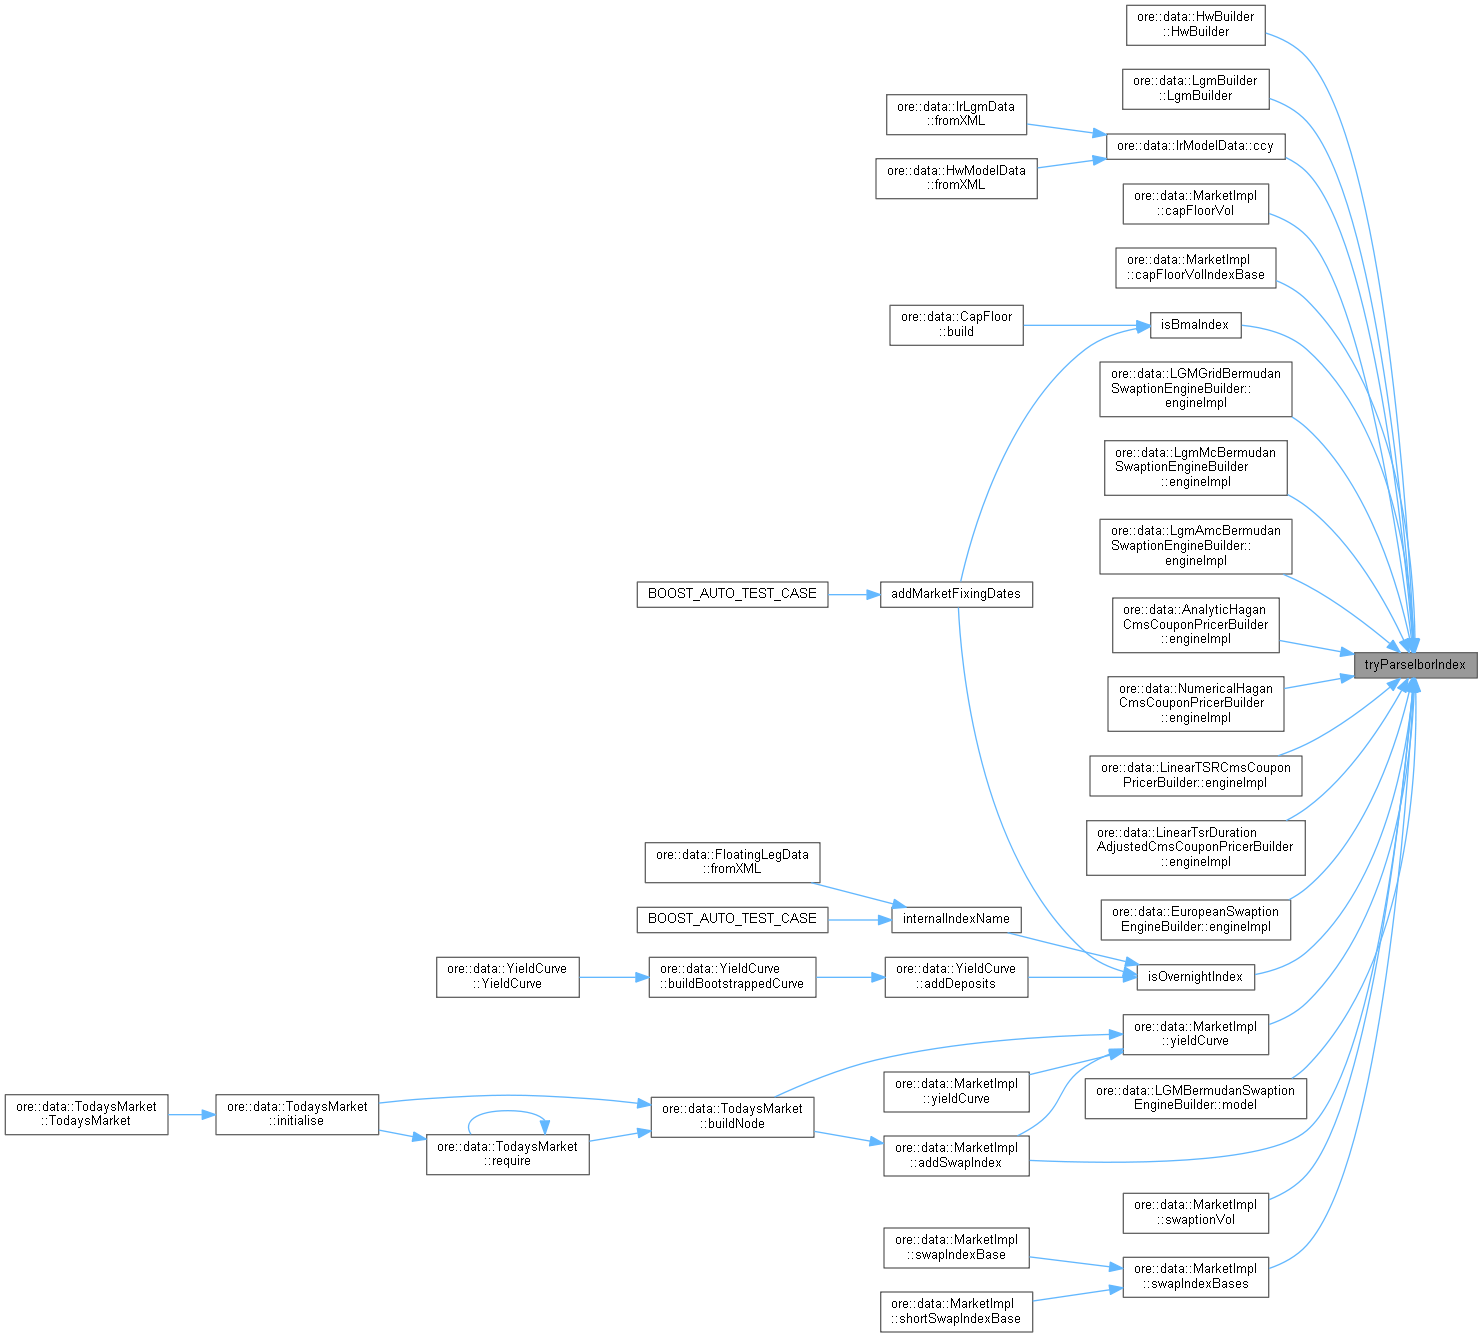 ore::data::HwBuilder
::HwBuilder
ore::data::LgmBuilder
::LgmBuilder
ore::data::IrLgmData
::fromXML
ore::data::IrModelData::ccy
ore::data::HwModelData
::fromXML
ore::data::MarketImpl
::capFloorVol
ore::data::MarketImpl
::capFloorVolIndexBase
ore::data::CapFloor
::build
isBmaIndex
ore::data::LGMGridBermudan
SwaptionEngineBuilder::
engineImpl
ore::data::LgmMcBermudan
SwaptionEngineBuilder
::engineImpl
ore::data::LgmAmcBermudan
SwaptionEngineBuilder::
engineImpl
BOOST_AUTO_TEST_CASE
addMarketFixingDates
ore::data::AnalyticHagan
CmsCouponPricerBuilder
::engineImpl
tryParseIborIndex
ore::data::NumericalHagan
CmsCouponPricerBuilder
::engineImpl
ore::data::LinearTSRCmsCoupon
PricerBuilder::engineImpl
ore::data::LinearTsrDuration
AdjustedCmsCouponPricerBuilder
::engineImpl
ore::data::FloatingLegData
::fromXML
BOOST_AUTO_TEST_CASE
internalIndexName
ore::data::EuropeanSwaption
EngineBuilder::engineImpl
ore::data::YieldCurve
::YieldCurve
ore::data::YieldCurve
::buildBootstrappedCurve
ore::data::YieldCurve
::addDeposits
isOvernightIndex
ore::data::MarketImpl
::yieldCurve
ore::data::MarketImpl
::yieldCurve
ore::data::LGMBermudanSwaption
EngineBuilder::model
ore::data::TodaysMarket
::TodaysMarket
ore::data::TodaysMarket
::initialise
ore::data::TodaysMarket
::buildNode
ore::data::TodaysMarket
::require
ore::data::MarketImpl
::addSwapIndex
ore::data::MarketImpl
::swaptionVol
ore::data::MarketImpl
::swapIndexBase
ore::data::MarketImpl
::swapIndexBases
ore::data::MarketImpl
::shortSwapIndexBase